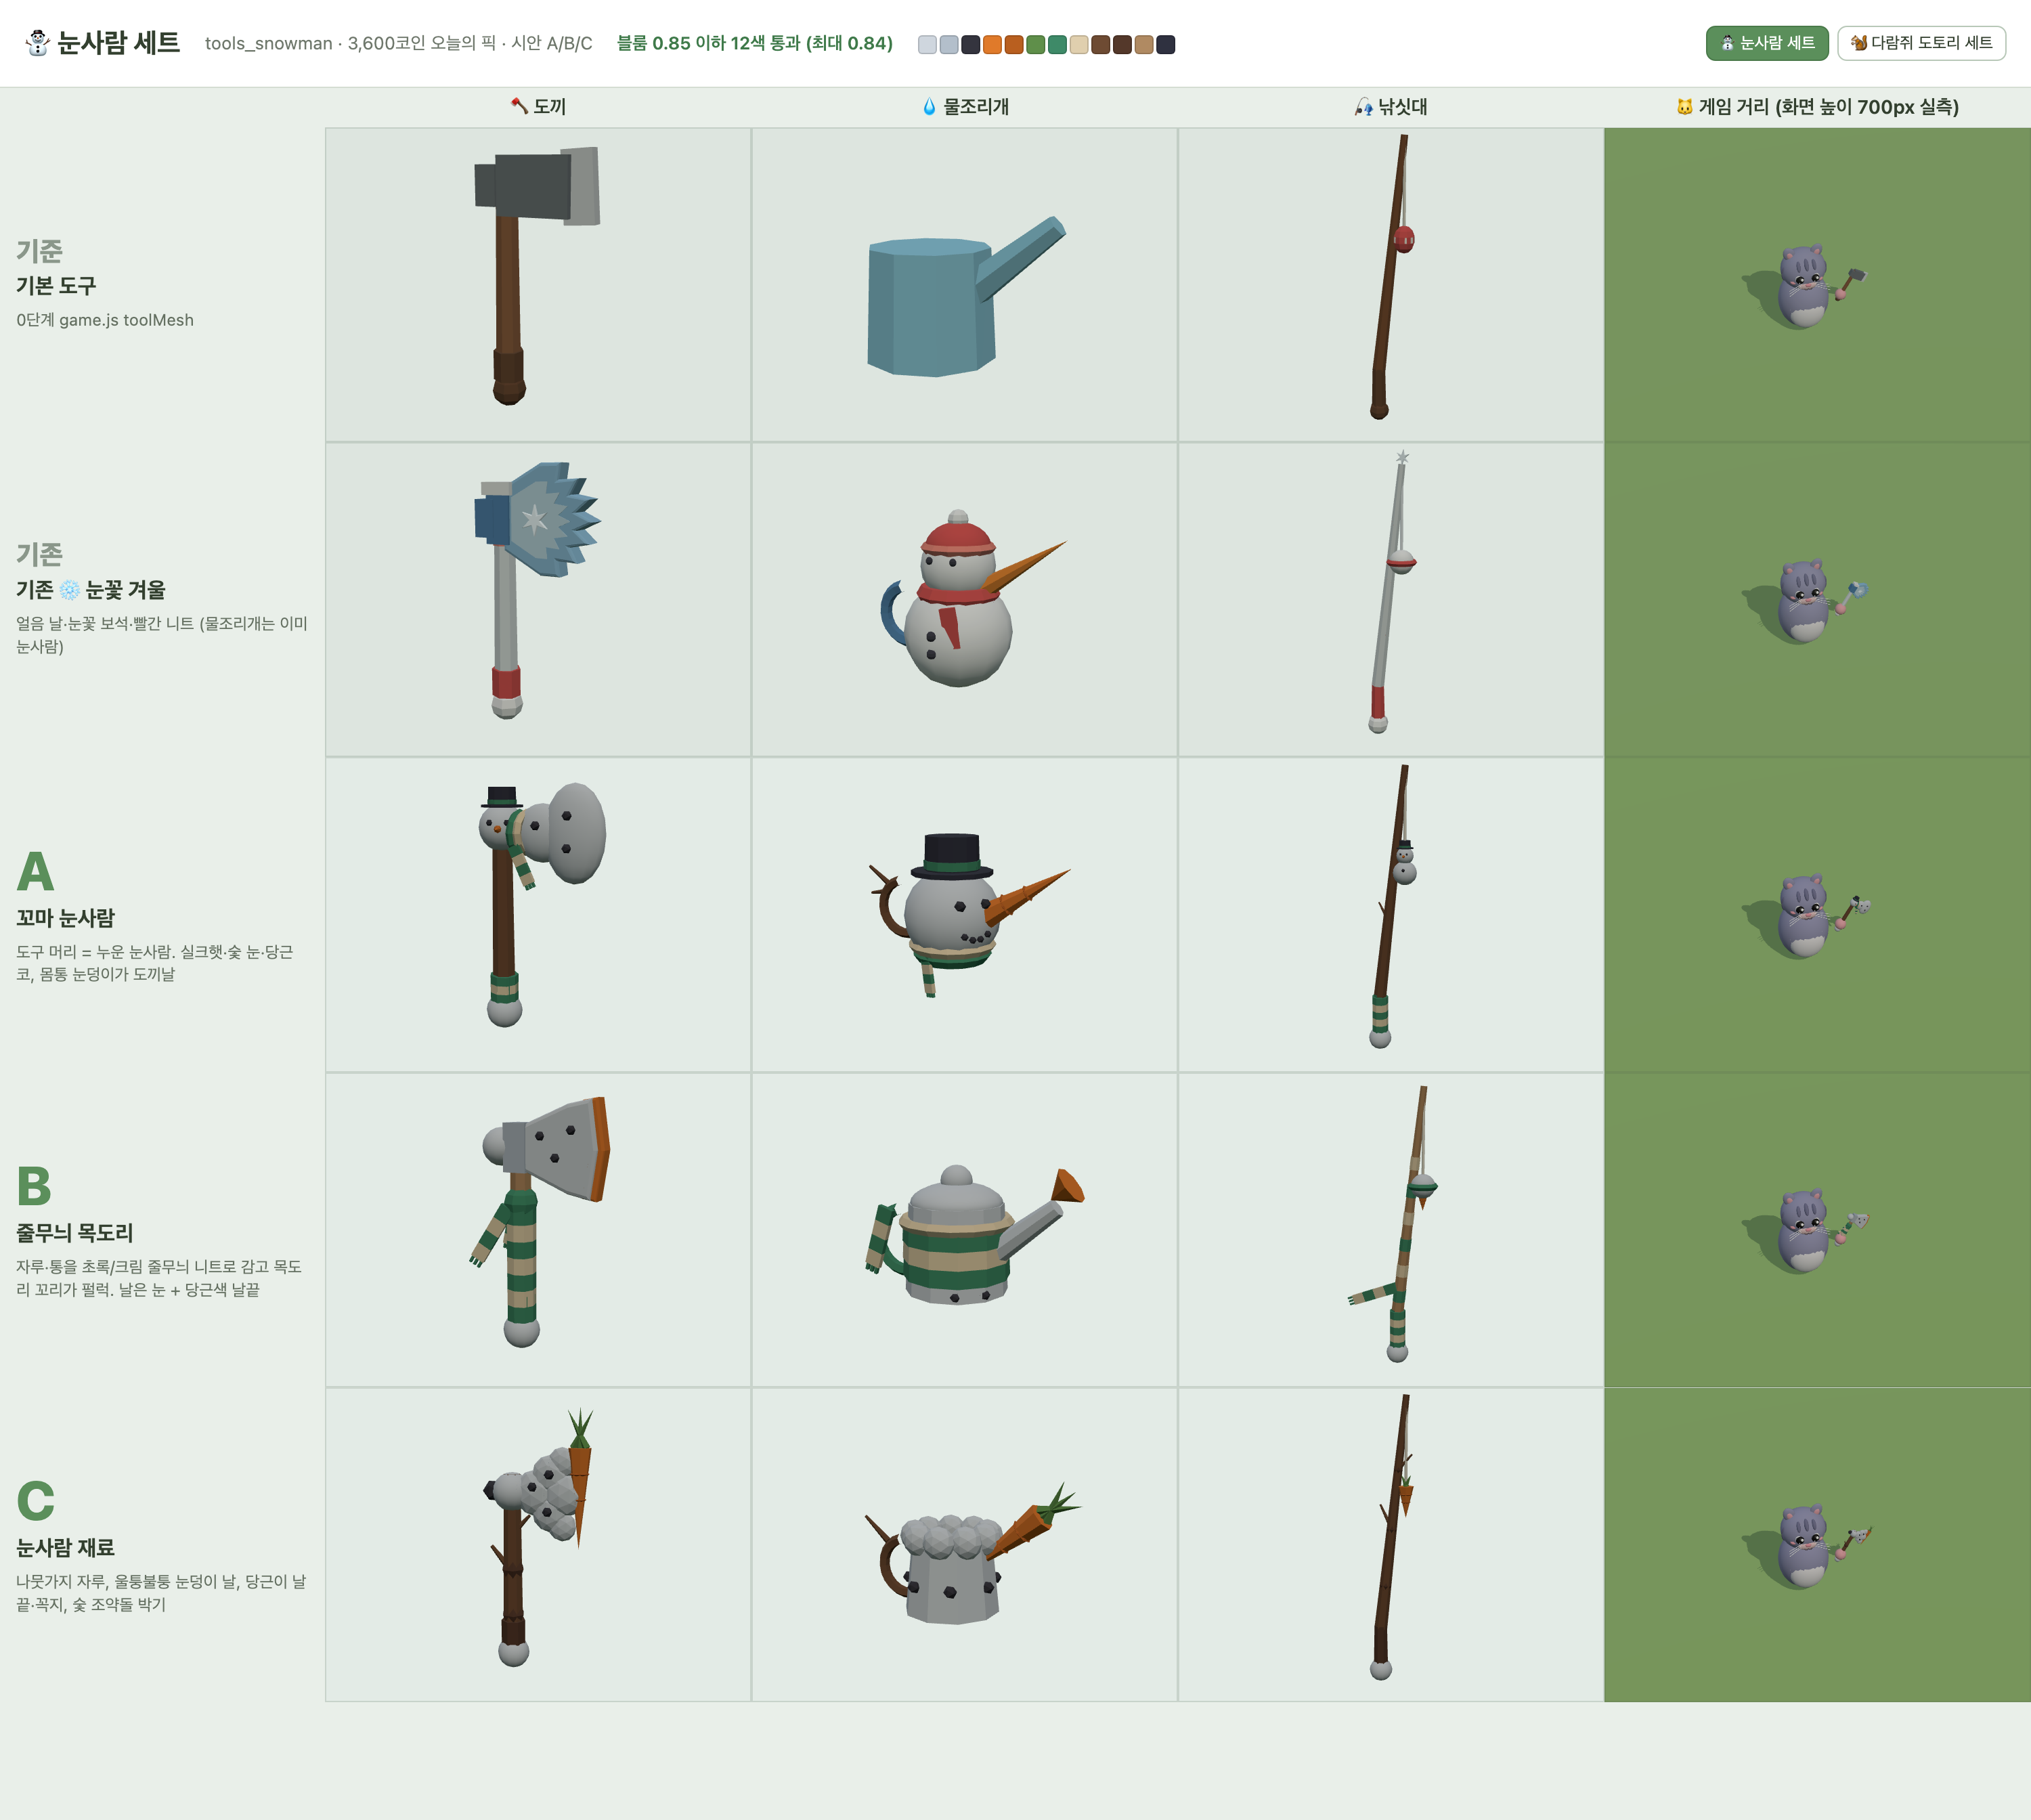 눈사람 세트
tools_snowman · 3,600코인 오늘의 픽 · 시안 A/B/C
블룸 0.85 이하 12색 통과 (최대 0.84)
눈사람 세트
다람쥐 도토리 세트
도끼
물조리개
낚싯대
게임 거리 (화면 높이 700px 실측)
기준
기본 도구
0단계 game.js toolMesh
기존
기존 눈꽃 겨울
얼음 날·눈꽃 보석·빨간 니트 (물조리개는 이미
눈사람)
A
꼬마 눈사람
도구 머리 = 누운 눈사람. 실크햇·숯 눈·당근
코, 몸통 눈덩이가 도끼날
B
줄무늬 목도리
자루·통을 초록/크림 줄무늬 니트로 감고 목도
리 꼬리가 펄럭. 날은 눈 + 당근색 날끝
C
눈사람 재료
나뭇가지 자루, 울퉁불퉁 눈덩이 날, 당근이 날
끝·꼭지, 숯 조약돌 박기